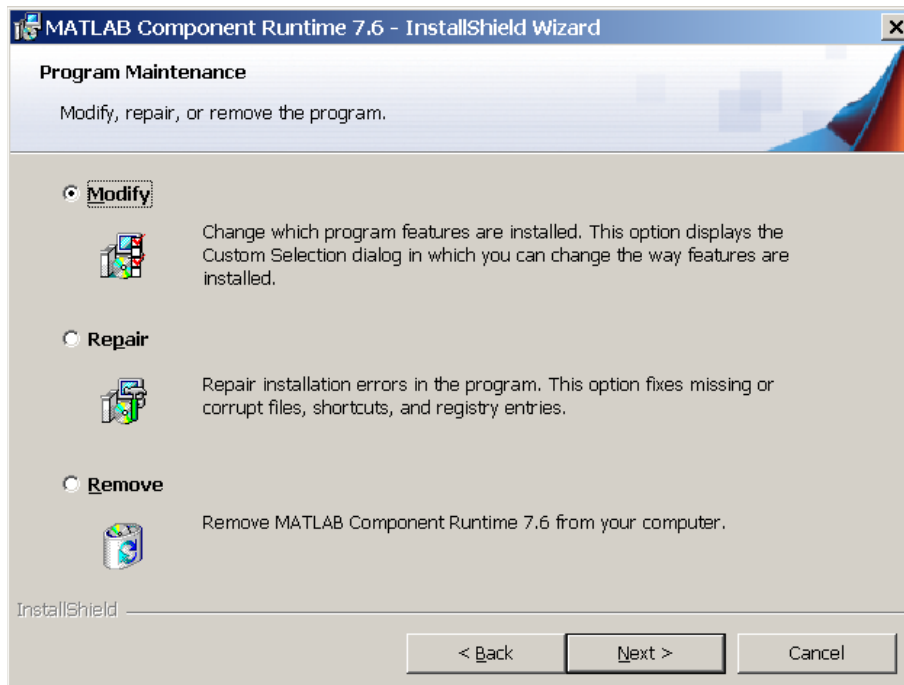 MATLAB Component Runtime 7.6 - InstallShield Wizard
Program Maintenance
Modify, repair, or remove the program.
Modify
Change which program features are installed. This option displays the
Custom Selection dialog in which you can change the way features are
installed.
Repair
Repair installation errors in the program. This option fixes missing or
corrupt files, shortcuts, and registry entries.
Remove
Remove MATLAB Component Runtime 7.6 from your computer.
InstallShield
< Back Next > Cancel